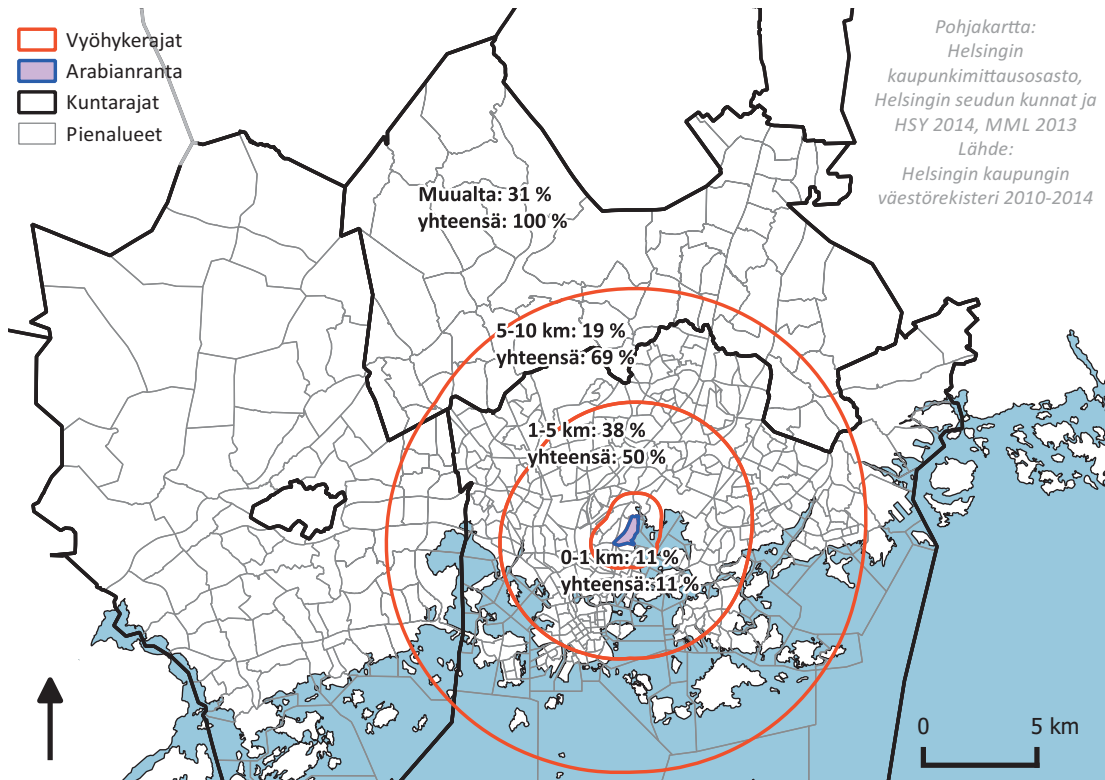 Vyöhykerajat
Arabianranta
Kuntarajat
Pienalueet
Pohjakartta:
Helsingin
kaupunkimittausosasto,
Helsingin seudun kunnat ja
HSY 2014, MML 2013
Lähde:
Helsingin kaupungin
väestörekisteri 2010-2014
Muualta: 31 %
yhteensä: 100 %
5-10 km: 19 %
yhteensä: 69 %
1-5 km: 38 %
yhteensä: 50 %
0-1 km: 11 %
yhteensä: 11 %
0 5 km